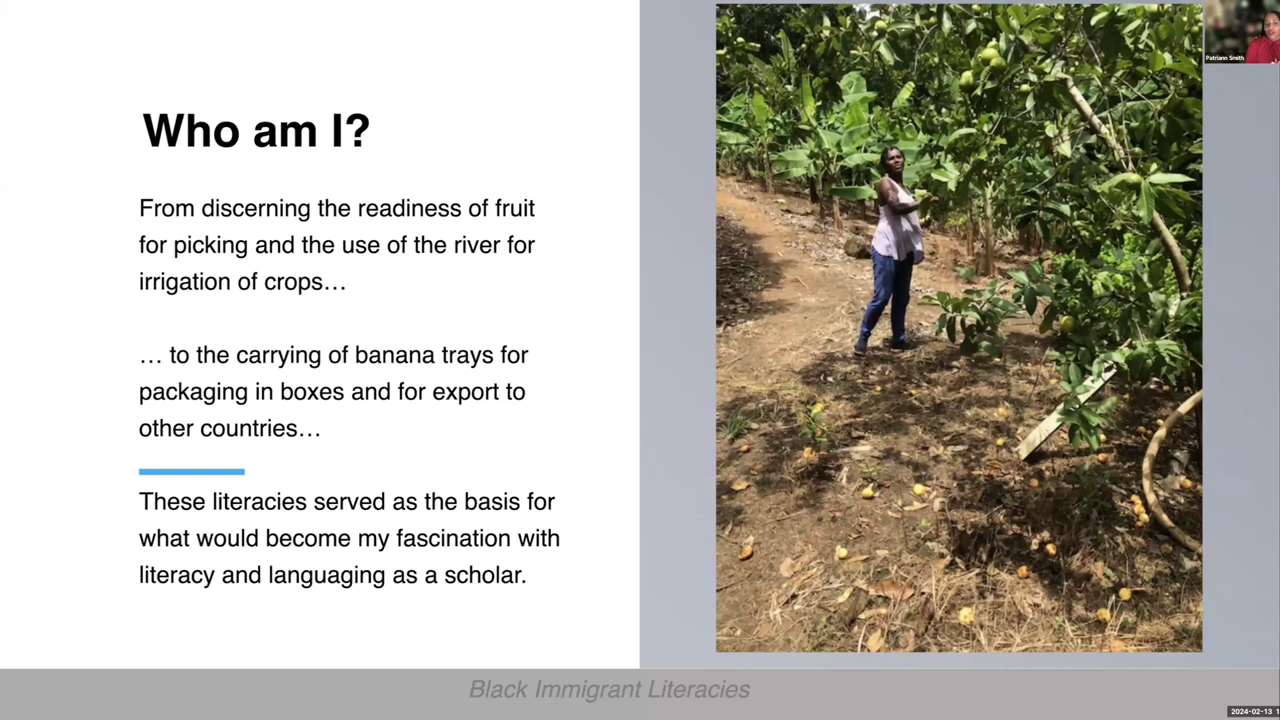 Who am I?
From discerning the readiness of fruit
for picking and the use of the river for
irrigation of crops…
… to the carrying of banana trays for
packaging in boxes and for export to
other countries…
These literacies served as the basis for
what would become my fascination with
literacy and languaging as a scholar.
Patriann Smith
Black Immigrant Literacies
2024-02-13 1